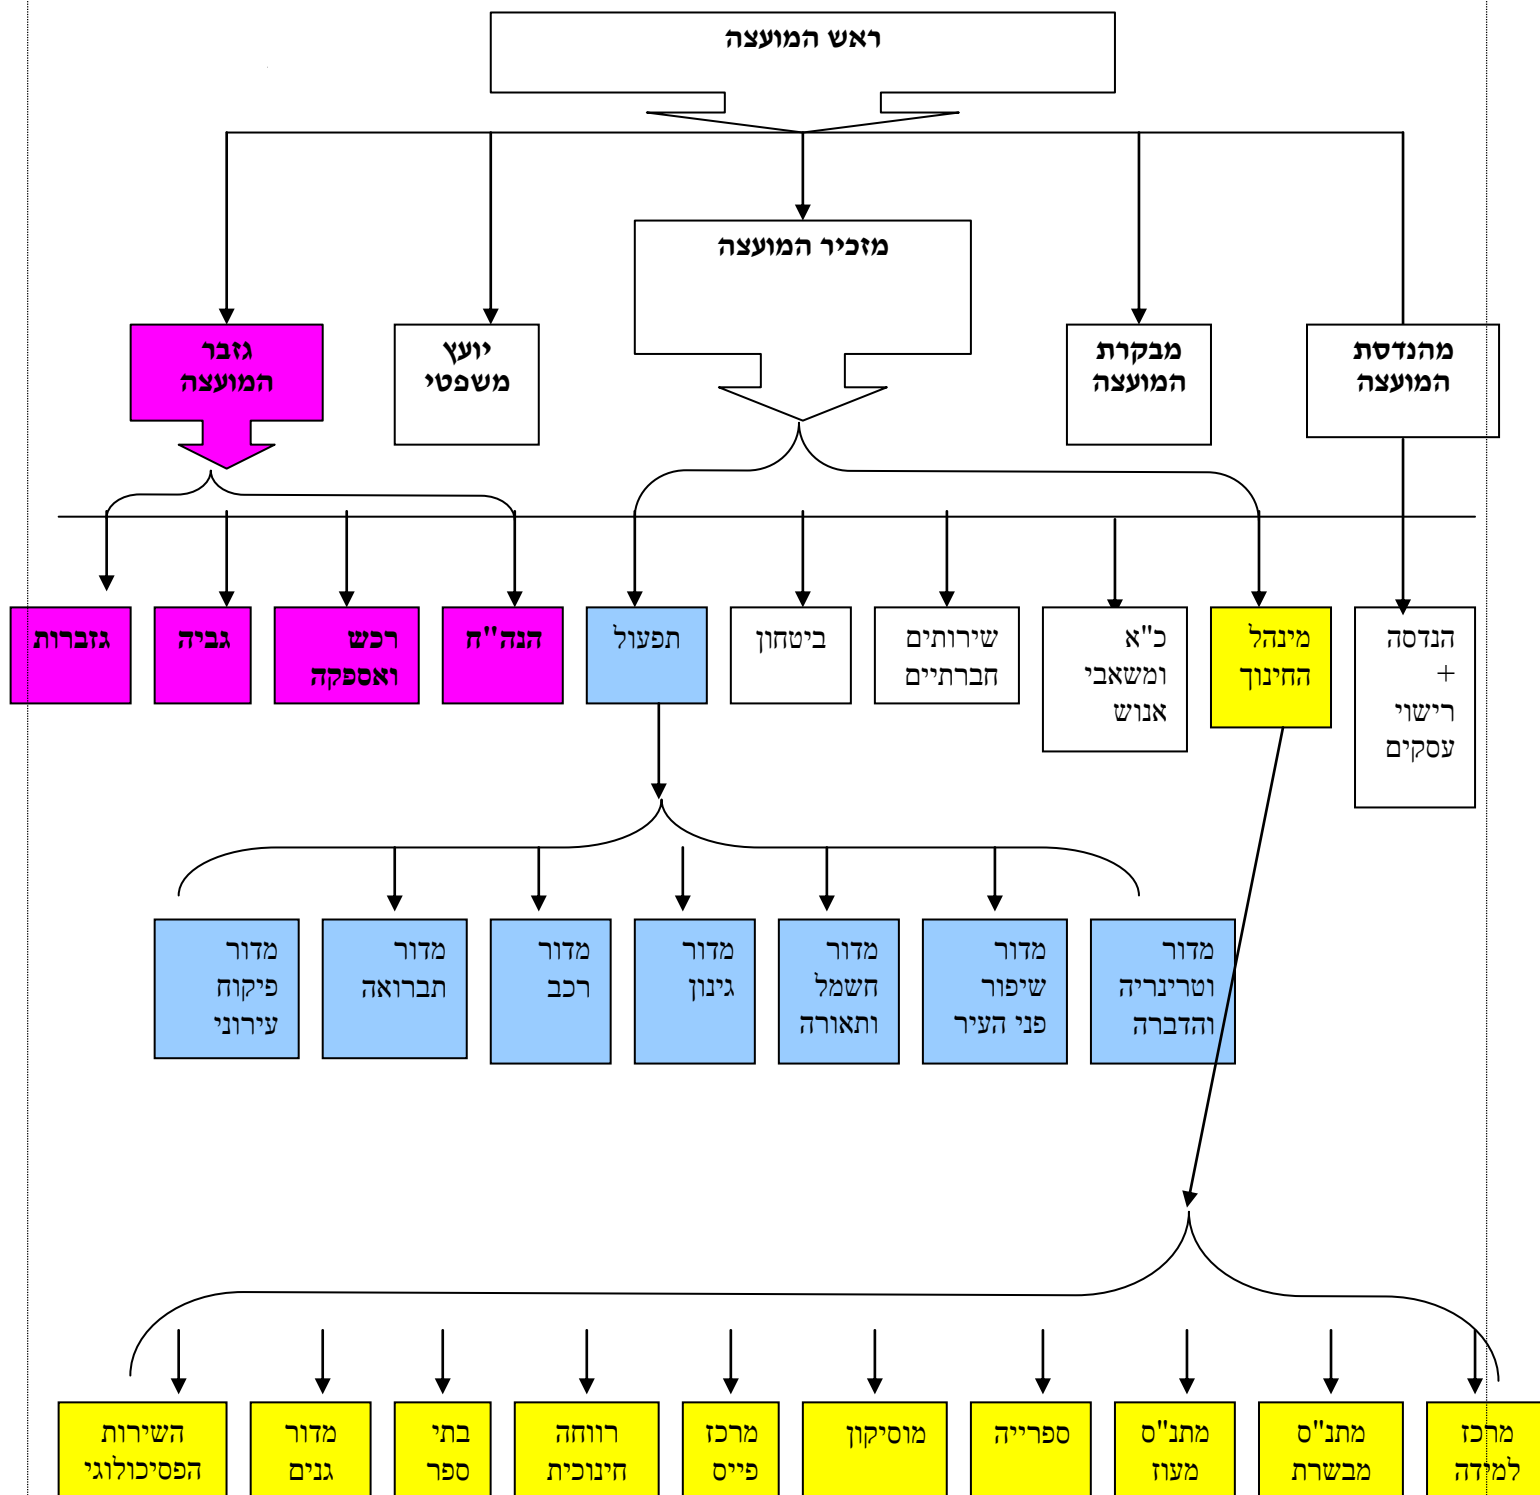 ראש המועצה
מזכיר המועצה
מהנדסת
המועצה
מבקרת
המועצה
יועץ
משפטי
גזבר
המועצה
הנדסה
+
רישוי
עסקים
מינהל
החינוך
כ"א
ומשאבי
אנוש
שירותים
חברתיים
ביטחון
תפעול
הנה"ח
רכש
ואספקה
גביה
גזברות
מדור
וטרינריה
והדברה
מדור
שיפור
פני העיר
מדור
חשמל
ותאורה
מדור
גינון
מדור
רכב
מדור
תברואה
מדור
פיקוח
עירוני
מרכז
למידה
מתנ"ס
מבשרת
מתנ"ס
מעוז
ספרייה
מוסיקון
מרכז
פייס
רווחה
חינוכית
בתי
ספר
מדור
גנים
השירות
הפסיכולוגי